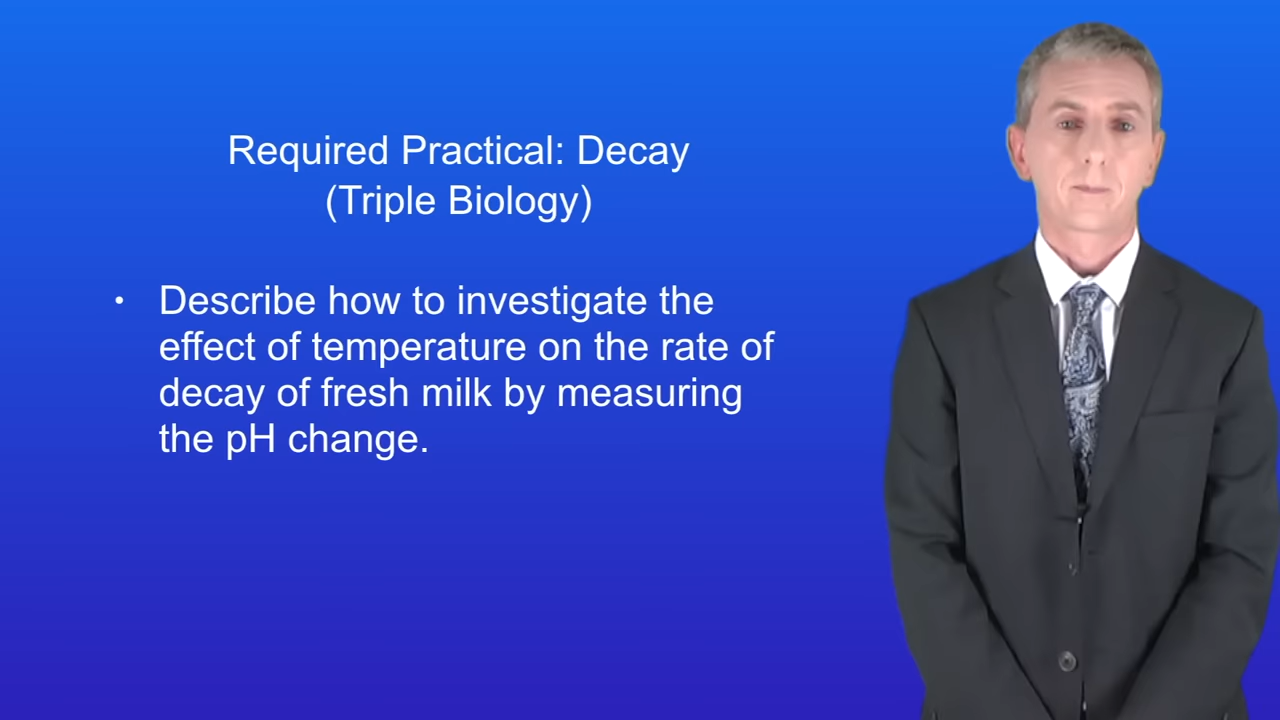 Required Practical: Decay
(Triple Biology)
• Describe how to investigate the
effect of temperature on the rate of
decay of fresh milk by measuring
the pH change.